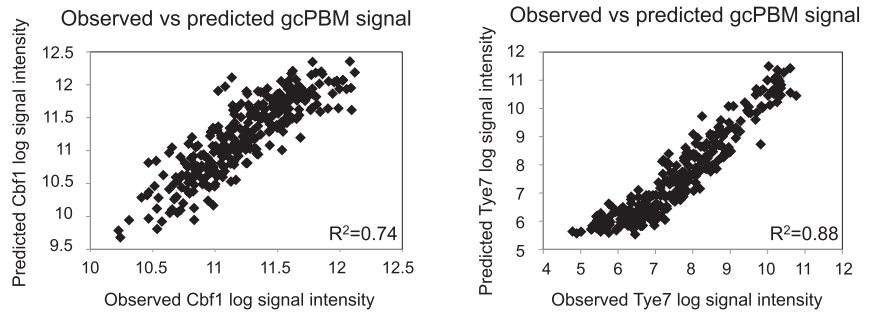 Observed vs predicted gcPBM signal
Predicted Cbf1 log signal intensity
12.5
12
11.5
11
10.5
10
9.5
R²=0.74
10 10.5 11 11.5 12 12.5
Observed Cbf1 log signal intensity
Observed vs predicted gcPBM signal
Predicted Tye7 log signal intensity
12
11
10
9
8
7
6
5
R²=0.88
4 5 6 7 8 9 10 11 12
Observed Tye7 log signal intensity